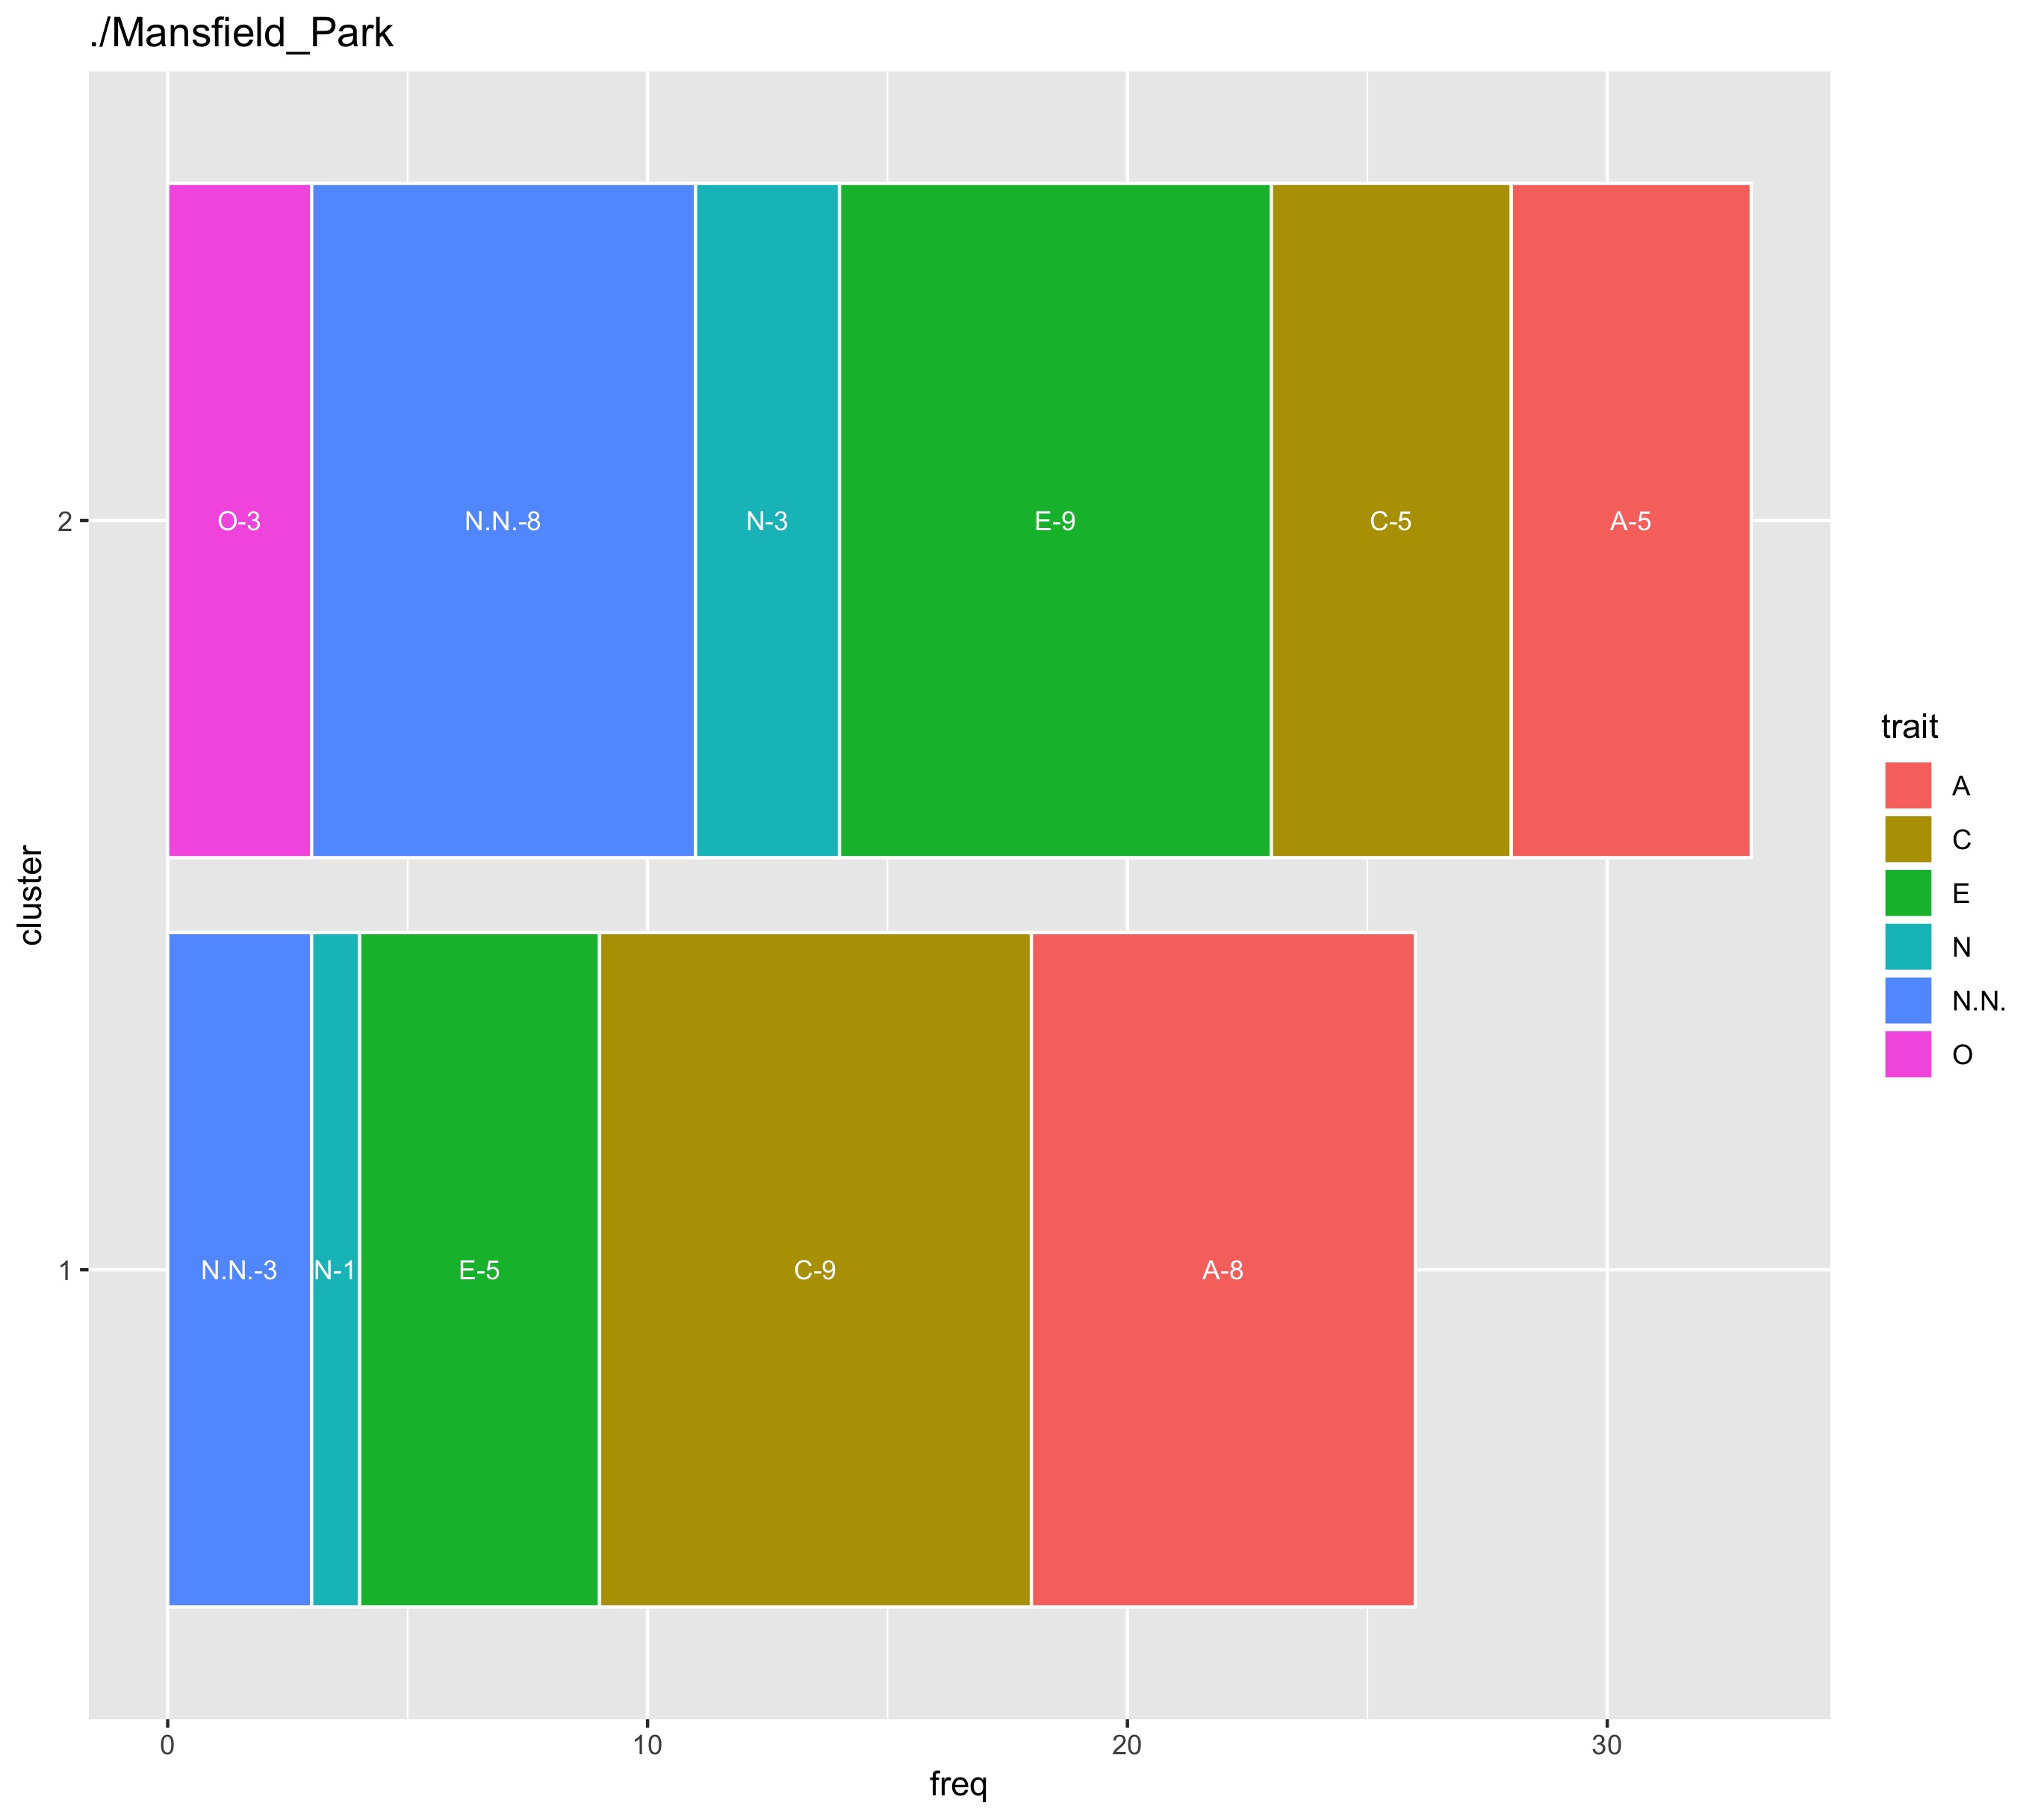 ./Mansfield_Park
2
O-3 N.N.-8 N-3 E-9 C-5 A-5
cluster
1
N.N.-3 N-1 E-5 C-9 A-8
0 10 20 30
freq
trait
A
C
E
N
N.N.
O